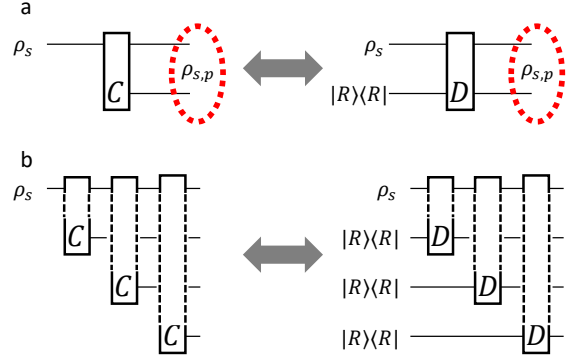 a
ρ_s C ρ_{s,p} ρ_s |R⟩⟨R| D ρ_{s,p}
b
ρ_s ρ_s
C |R⟩⟨R| D
C |R⟩⟨R| D
C |R⟩⟨R| D